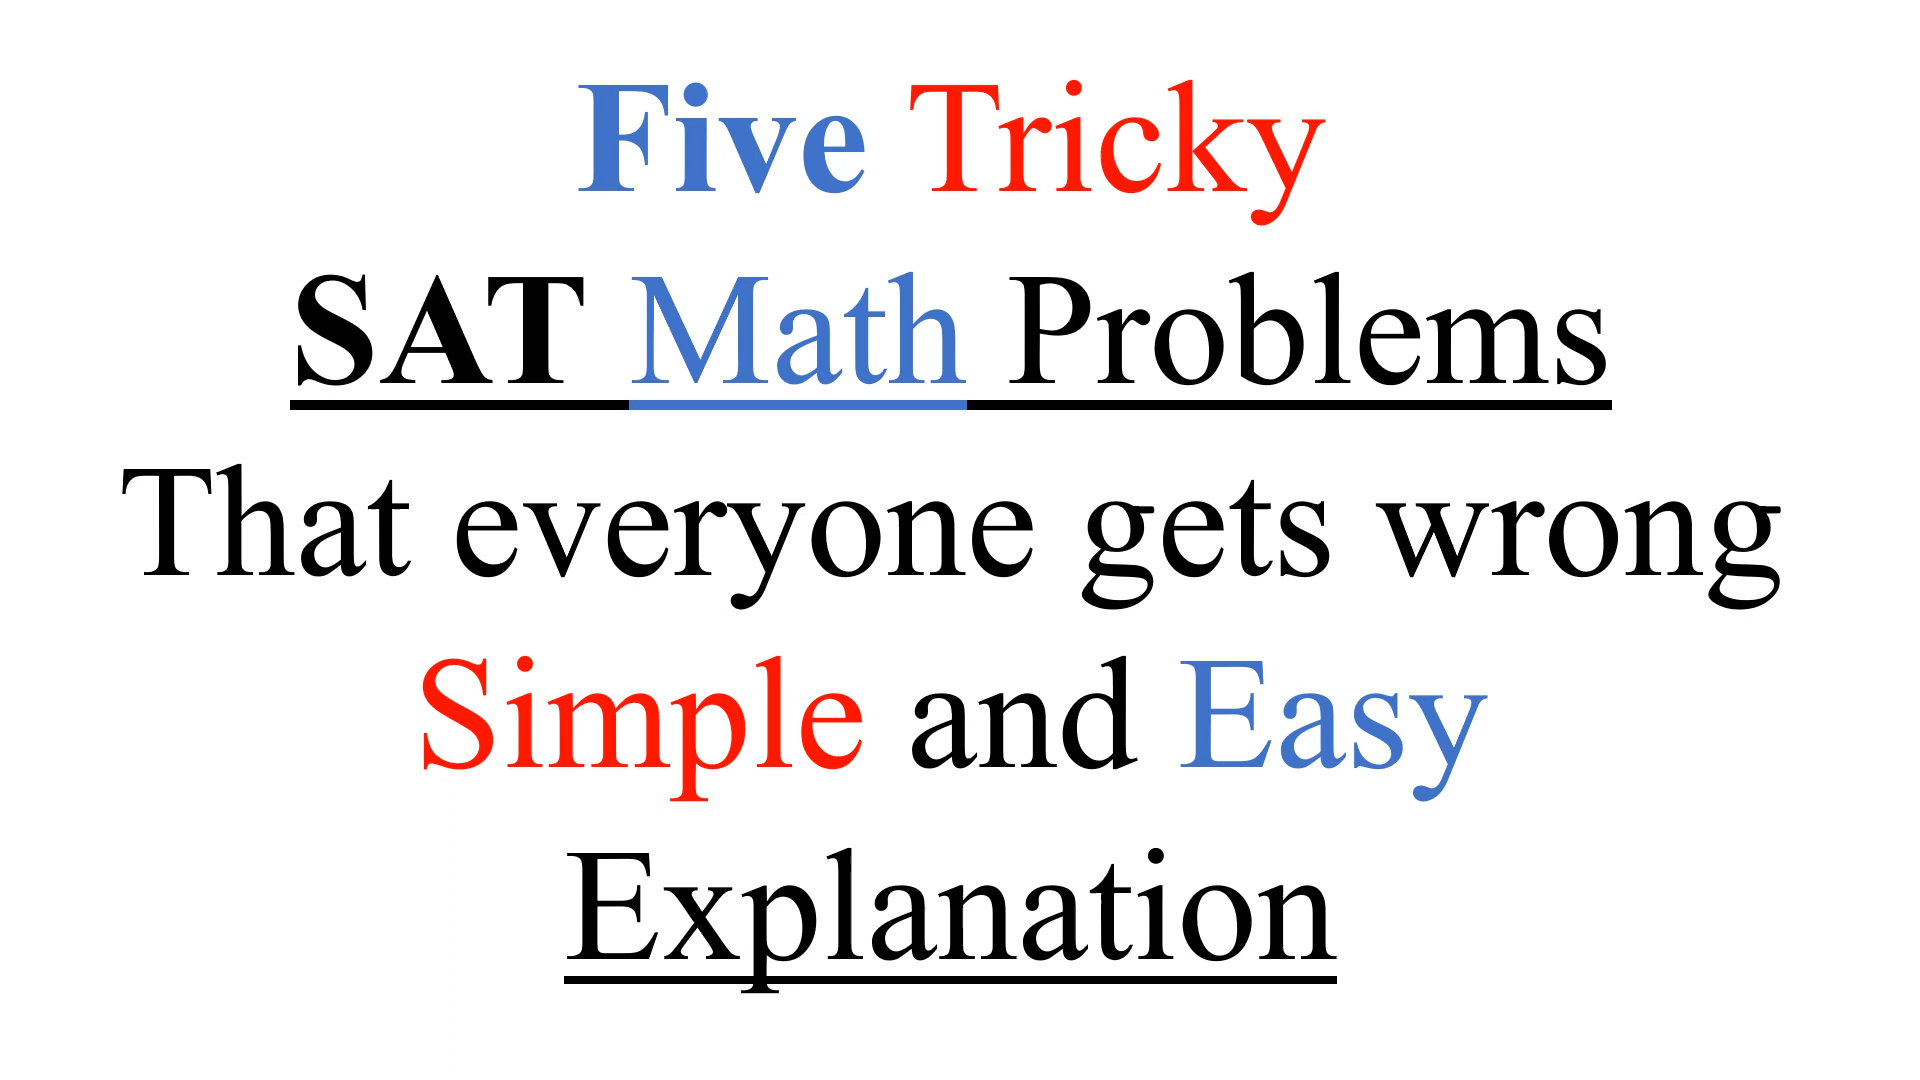 Five Tricky
SAT Math Problems
That everyone gets wrong
Simple and Easy
Explanation